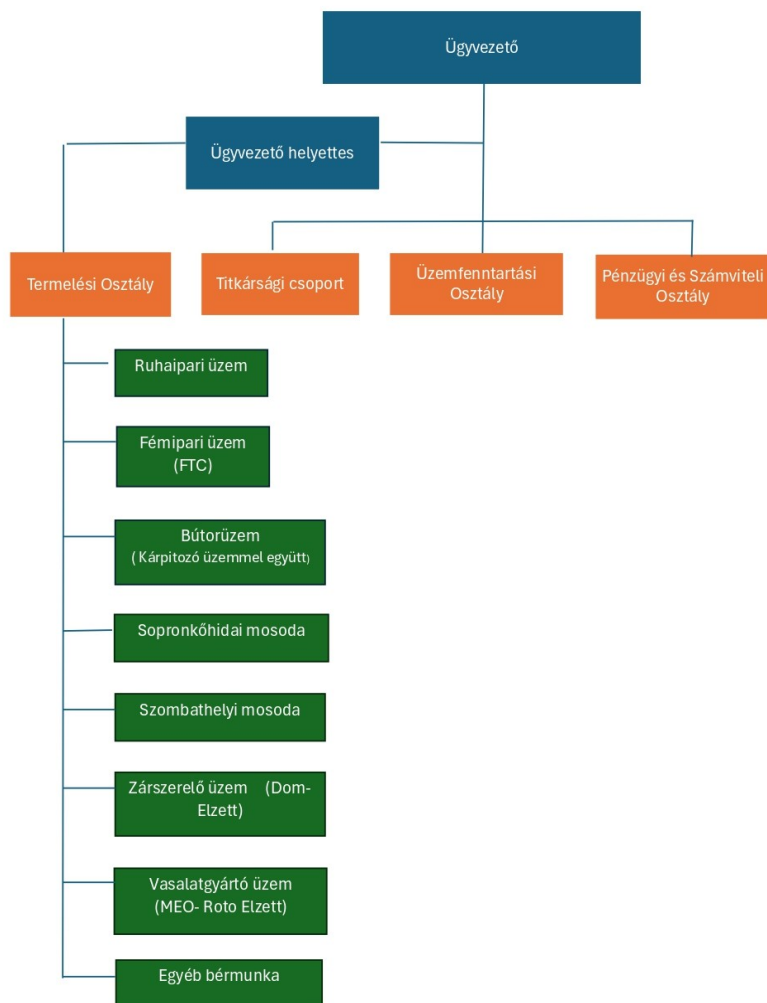 Ügyvezető
Ügyvezető helyettes
Termelési Osztály
Titkársági csoport
Üzemfenntartási
Osztály
Pénzügyi és Számviteli
Osztály
Ruhaipari üzem
Fémipari üzem
(FTC)
Bútorüzem
( Kárpitozó üzemmel együtt)
Sopronkőhidai mosoda
Szombathelyi mosoda
Zárszerelő üzem (Dom-
Elzett)
Vasalatgyártó üzem
(MEO- Roto Elzett)
Egyéb bérmunka